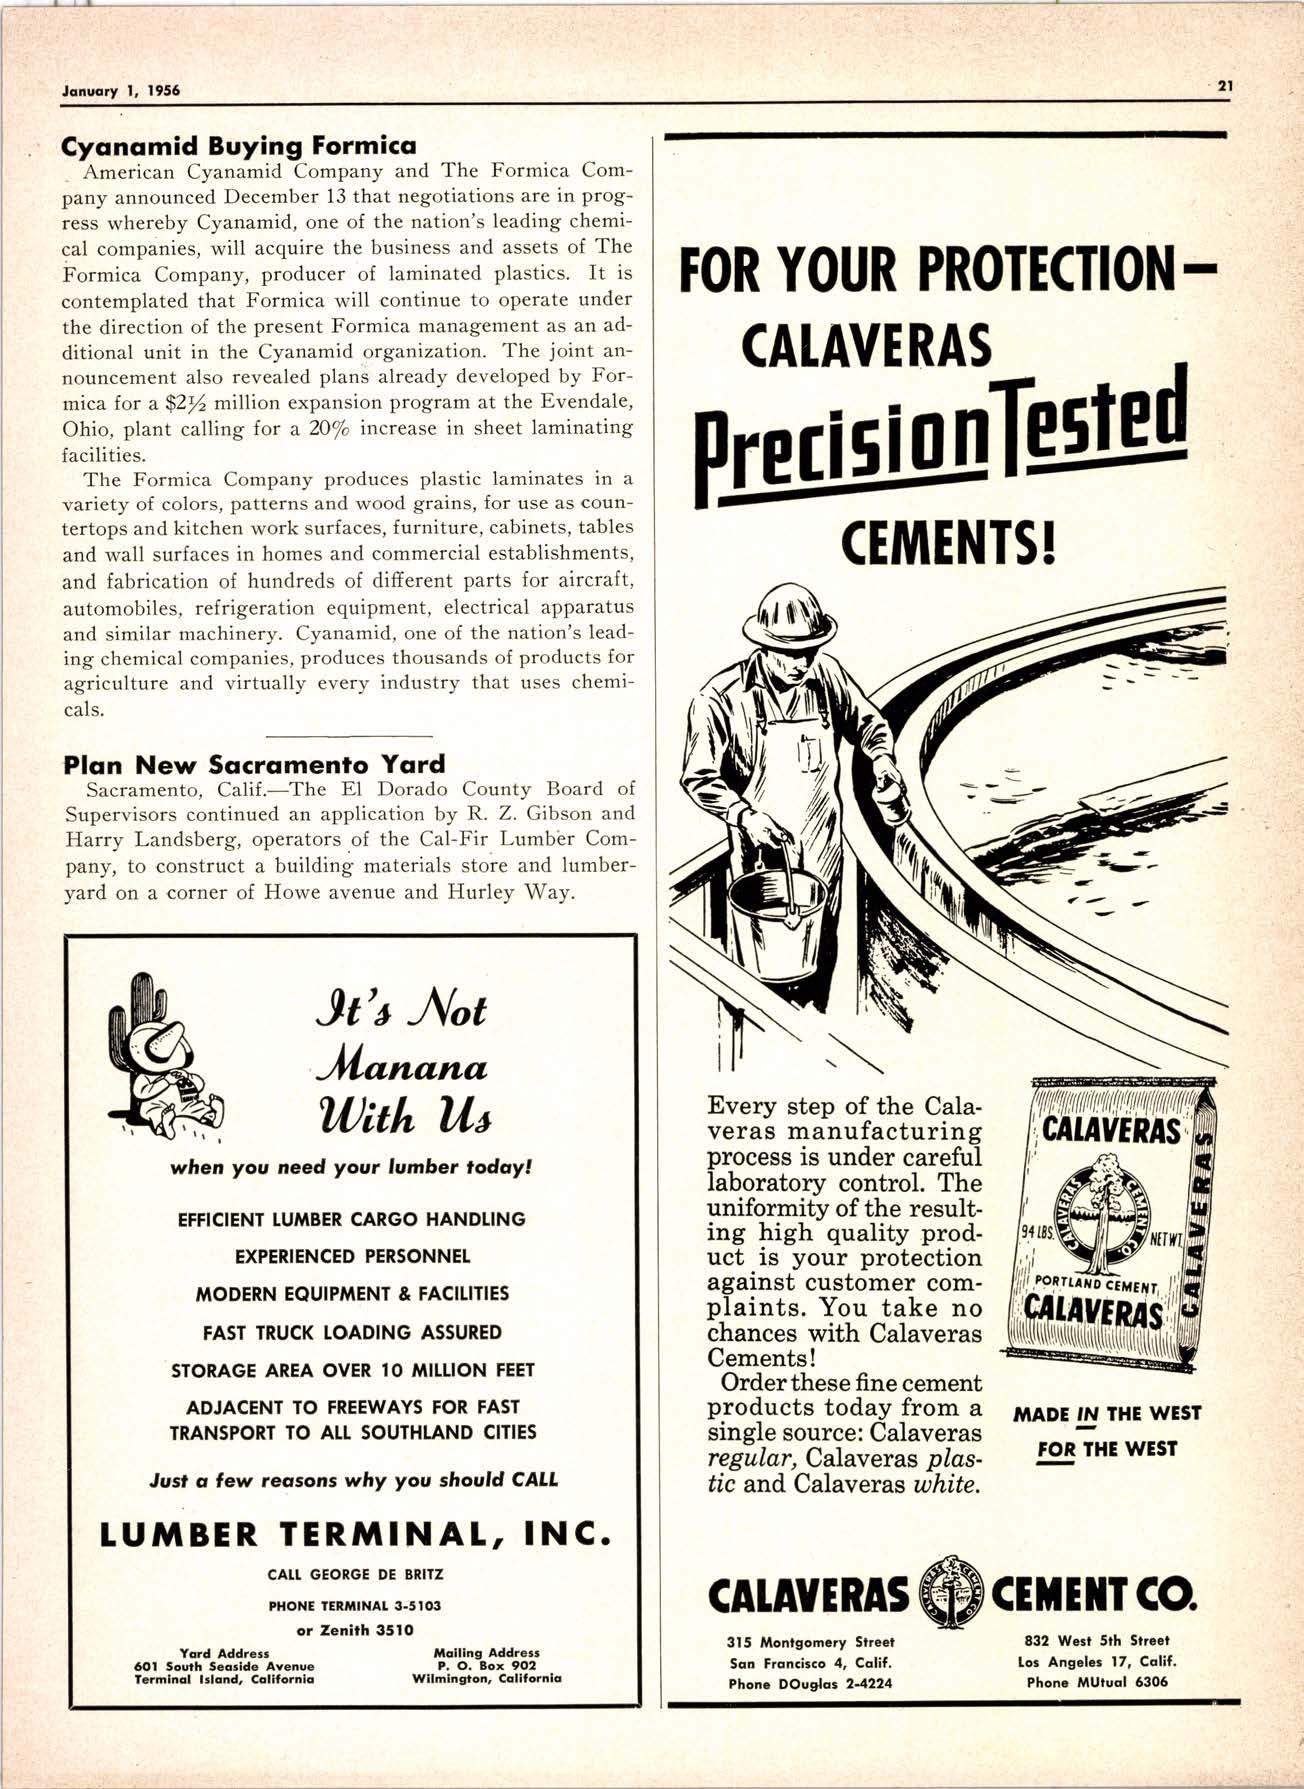 January 1, 1956
21
Cyanamid Buying Formica
American Cyanamid Company and The Formica Com-
pany announced December 13 that negotiations are in prog-
ress whereby Cyanamid, one of the nation's leading chemi-
cal companies, will acquire the business and assets of The
Formica Company, producer of laminated plastics. It is
contemplated that Formica will continue to operate under
the direction of the present Formica management as an ad-
ditional unit in the Cyanamid organization. The joint an-
nouncement also revealed plans already developed by For-
mica for a $2½ million expansion program at the Evendale,
Ohio, plant calling for a 20% increase in sheet laminating
facilities.
The Formica Company produces plastic laminates in a
variety of colors, patterns and wood grains, for use as coun-
tertops and kitchen work surfaces, furniture, cabinets, tables
and wall surfaces in homes and commercial establishments,
and fabrication of hundreds of different parts for aircraft,
automobiles, refrigeration equipment, electrical apparatus
and similar machinery. Cyanamid, one of the nation's lead-
ing chemical companies, produces thousands of products for
agriculture and virtually every industry that uses chemi-
cals.
Plan New Sacramento Yard
Sacramento, Calif.—The El Dorado County Board of
Supervisors continued an application by R. Z. Gibson and
Harry Landsberg, operators of the Cal-Fir Lumber Com-
pany, to construct a building materials store and lumber-
yard on a corner of Howe avenue and Hurley Way.
It's Not
Manana
With Us
when you need your lumber today!
EFFICIENT LUMBER CARGO HANDLING
EXPERIENCED PERSONNEL
MODERN EQUIPMENT & FACILITIES
FAST TRUCK LOADING ASSURED
STORAGE AREA OVER 10 MILLION FEET
ADJACENT TO FREEWAYS FOR FAST
TRANSPORT TO ALL SOUTHLAND CITIES
Just a few reasons why you should CALL
LUMBER TERMINAL, INC.
CALL GEORGE DE BRITZ
PHONE TERMINAL 3-5103
or Zenith 3510
Yard Address
601 South Seaside Avenue
Terminal Island, California
Mailing Address
P. O. Box 902
Wilmington, California
FOR YOUR PROTECTION—
CALAVERAS
Precision Tested
CEMENTS!
Every step of the Cala-
veras manufacturing
process is under careful
laboratory control. The
uniformity of the result-
ing high quality prod-
uct is your protection
against customer com-
plaints. You take no
chances with Calaveras
Cements!
Order these fine cement
products today from a
single source: Calaveras
regular, Calaveras plas-
tic and Calaveras white.
CALAVERAS
CALAVERAS CEMENT CO.
94 LBS.
NET WT.
PORTLAND CEMENT
CALAVERAS
CALAVERAS
MADE IN THE WEST
FOR THE WEST
CALAVERAS
CALAVERAS CEMENT CO
CEMENT CO.
315 Montgomery Street
San Francisco 4, Calif.
Phone DOuglas 2-4224
832 West 5th Street
Los Angeles 17, Calif.
Phone MUtual 6306